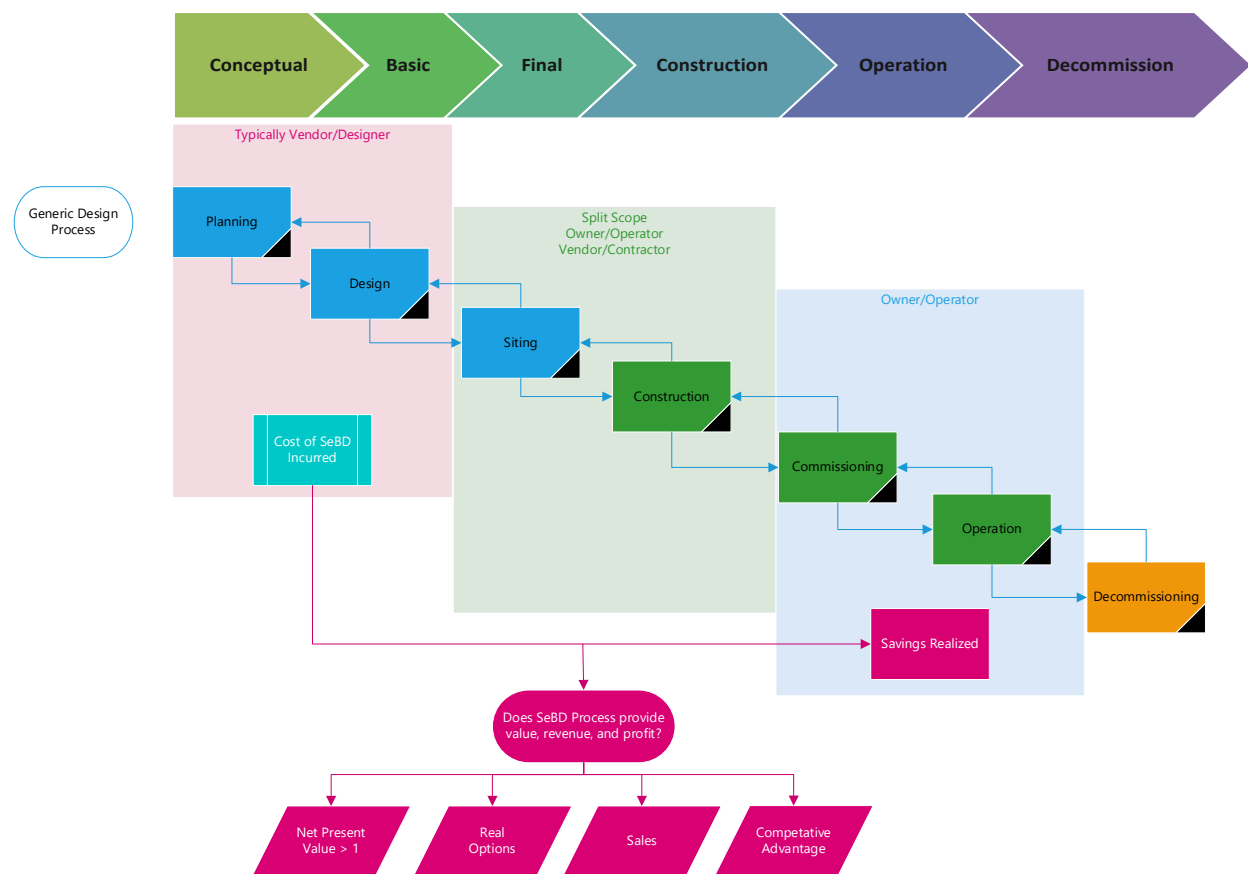 Conceptual
Basic
Final
Construction
Operation
Decommission
Typically Vendor/Designer
Generic Design
Process
Planning
Split Scope
Owner/Operator
Vendor/Contractor
Design
Owner/Operator
Siting
Construction
Cost of SeBD
Incurred
Commissioning
Operation
Decommissioning
Savings Realized
Does SeBD Process provide
value, revenue, and profit?
Net Present
Value > 1
Real
Options
Sales
Competative
Advantage